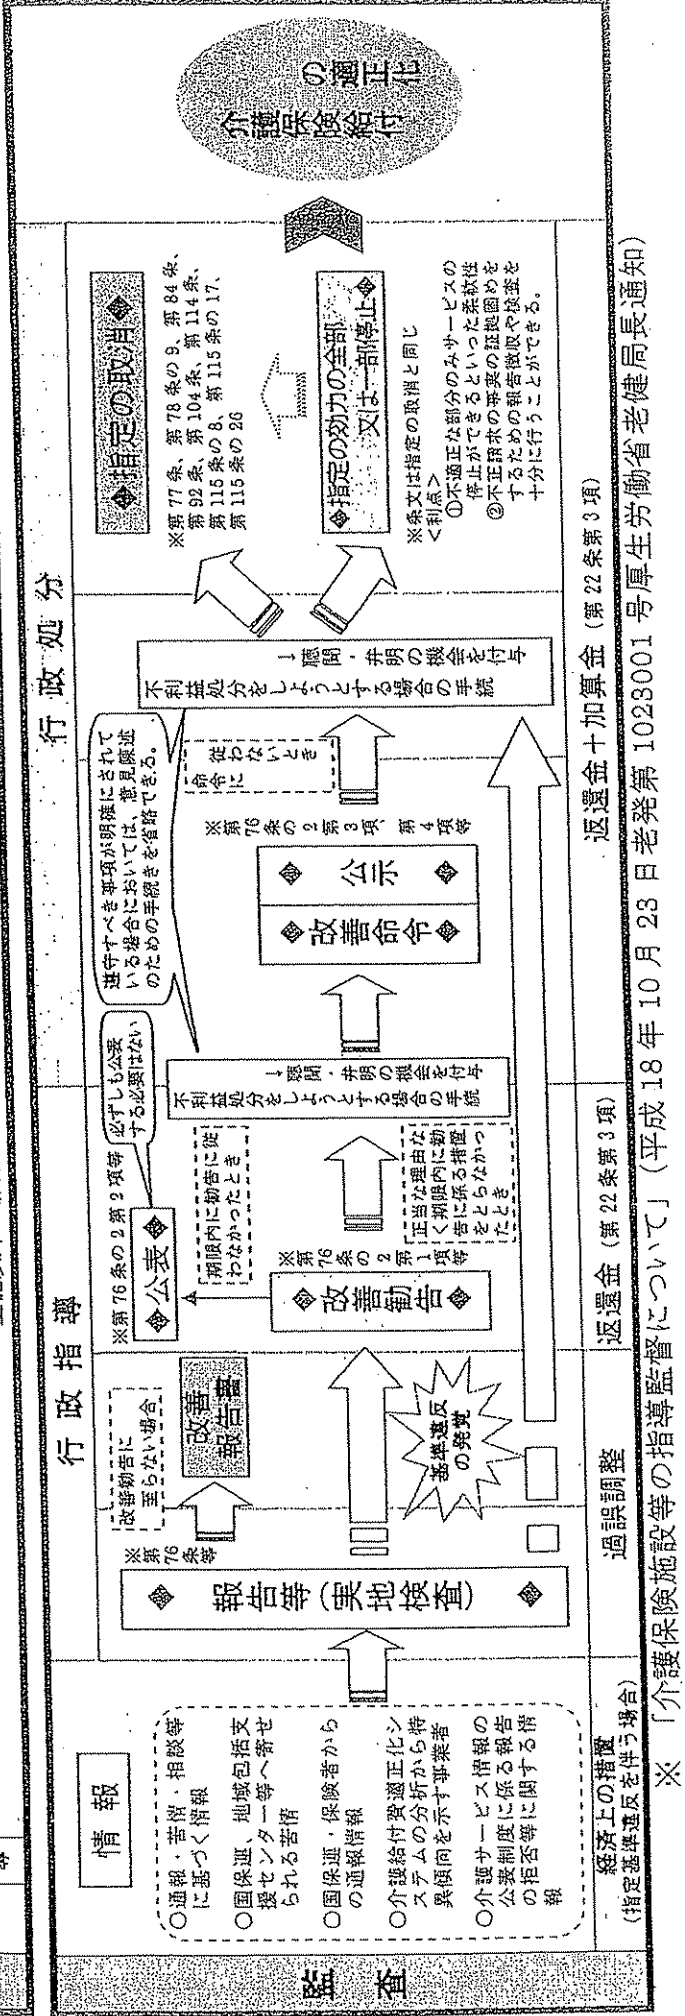 監査
情報
○通報・苦情・相談等
に基づく情報
○国保連、地域包括支
援センター等へ寄せ
られる苦情
○国保連・保険者から
の通報情報
○介護給付費適正化シ
ステムの分析から特
異傾向を示す事業者
○介護サービス情報の
公表制度に係る報告
の拒否等に関する情
報
経済上の措置
(指定基準違反を伴う場合)
行政指導
※第76条等
◆報告等(実地検査)◆
改善勧告に
至らない場合
改善
報告書
基準違反
の発覚
過誤調整
※第76条の2第2項等
◆公表◆
必ずしも公表
する必要はない
期限内に勧告に従
わなかったとき
※第76条の2第1項等
◆改善勧告◆
正当な理由な
く期限内に勧
告に係る措置
をとらなかっ
たとき
返還金(第22条第3項)
行政処分
不利益処分をしようとする場合の手続
→聴聞・弁明の機会を付与
遵守すべき事項が明確にされて
いる場合においては、意見陳述
のための手続きを省略できる。
※第76条の2第3項、第4項等
◆改善命令◆
◆公示◆
命令に
従わないとき
不利益処分をしようとする場合の手続
→聴聞・弁明の機会を付与
◆指定の取消◆
※第77条、第78条の9、第84条、
第92条、第104条、第114条、
第115条の8、第115条の17、
第115条の26
◆指定の効力の全部
又は一部停止◆
※条文は指定の取消と同じ
<利点>
①不適正な部分のみサービスの
停止ができるといった柔軟性
②不正請求の事実の証拠固めを
するための報告徴収や検査を
十分に行うことができる。
返還金+加算金(第22条第3項)
介護保険給付
の適正化
※「介護保険施設等の指導監督について」(平成18年10月23日老発第1023001号厚生労働省老健局長通知)